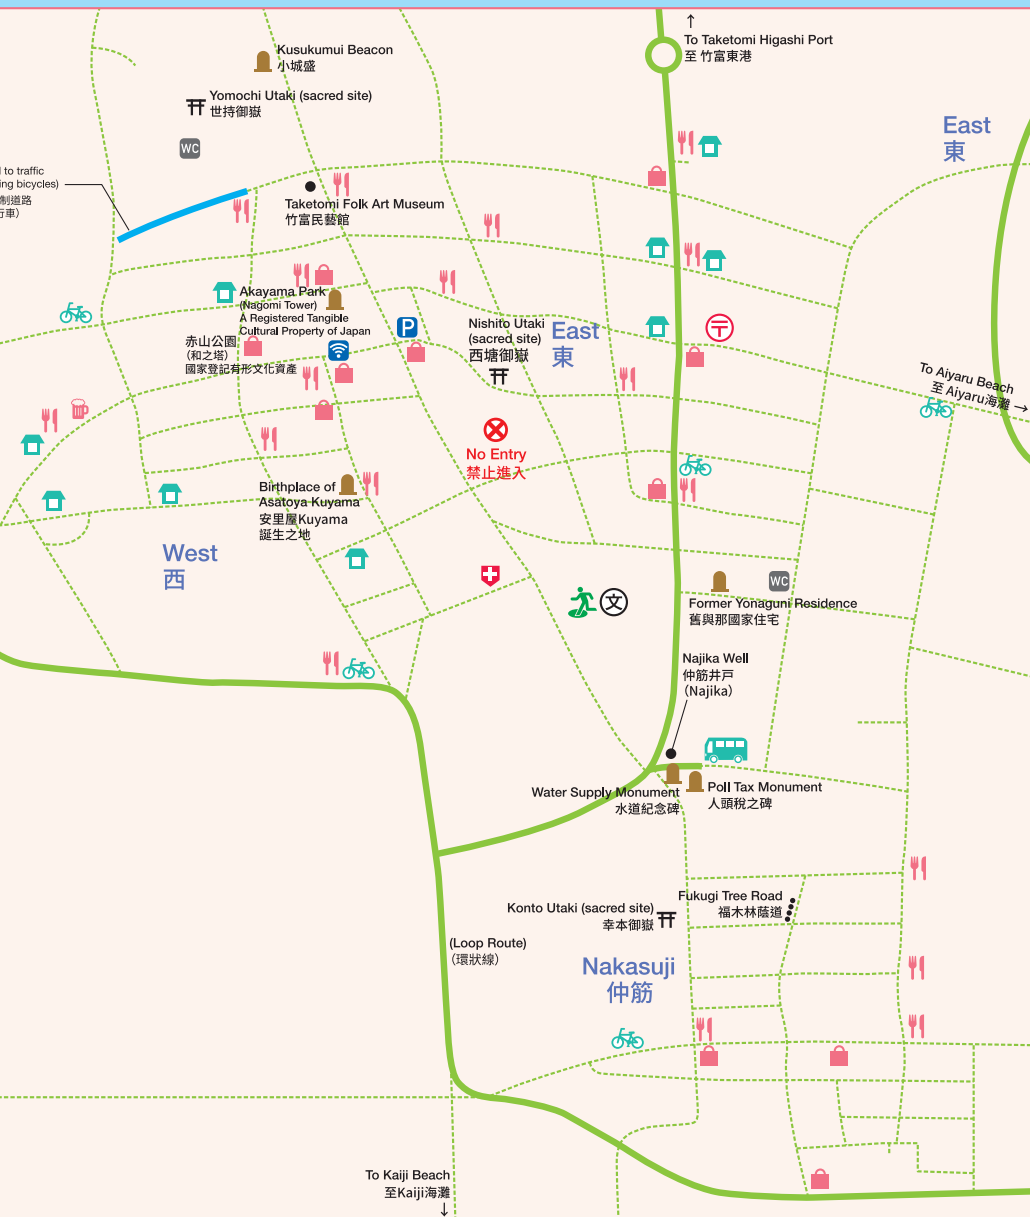 To Taketomi Higashi Port
至 竹富東港
Kusukumui Beacon
小城盛
Yomochi Utaki (sacred site)
世持御嶽
WC
East
東
to traffic
bicycles)
制道路
行車）
Taketomi Folk Art Museum
竹富民藝館
Akayama Park
(Nagomi Tower)
A Registered Tangible
Cultural Property of Japan
赤山公園
（和之塔）
國家登記有形文化資產
P
Nishito Utaki
(sacred site)
西塘御嶽
East
東
〒
To Aiyaru Beach
至 Aiyaru海灘
No Entry
禁止進入
Birthplace of
Asatoya Kuyama
安里屋Kuyama
誕生之地
West
西
文
WC
Former Yonaguni Residence
舊與那國家住宅
Najika Well
仲筋井戸
（Najika）
Water Supply Monument
水道紀念碑
Poll Tax Monument
人頭稅之碑
Fukugi Tree Road
福木林蔭道
Konto Utaki (sacred site)
幸本御嶽
(Loop Route)
（環狀線）
Nakasuji
仲筋
To Kaiji Beach
至Kaiji海灘